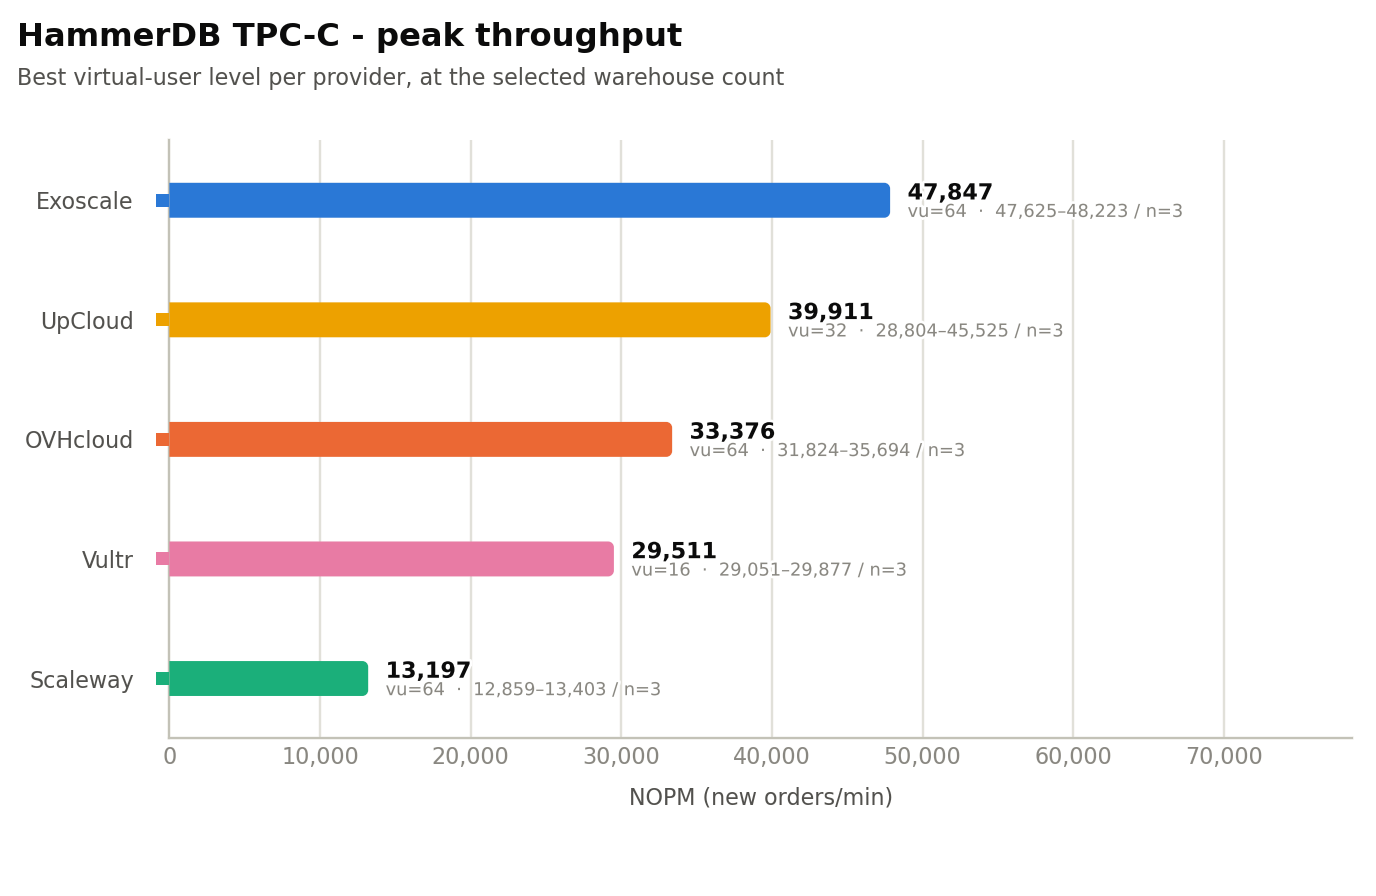 HammerDB TPC-C - peak throughput
Best virtual-user level per provider, at the selected warehouse count
Exoscale
47,847
vu=64 · 47,625–48,223 / n=3
UpCloud
39,911
vu=32 · 28,804–45,525 / n=3
OVHcloud
33,376
vu=64 · 31,824–35,694 / n=3
Vultr
29,511
vu=16 · 29,051–29,877 / n=3
Scaleway
13,197
vu=64 · 12,859–13,403 / n=3
0 10,000 20,000 30,000 40,000 50,000 60,000 70,000
NOPM (new orders/min)